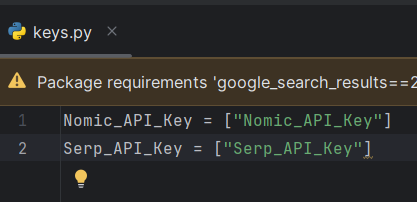 keys.py
Package requirements 'google_search_results==2
1 Nomic_API_Key = ["Nomic_API_Key"]
2 Serp_API_Key = ["Serp_API_Key"]